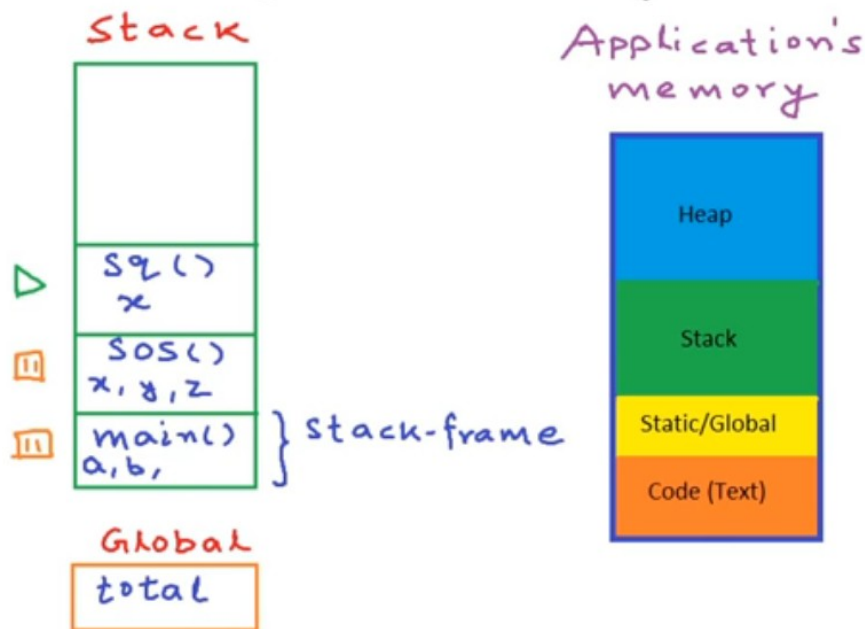 Stack
Sq()
x
SOS()
x, y, z
main()
a, b,
stack-frame
Global
total
Application's
memory
Heap
Stack
Static/Global
Code (Text)